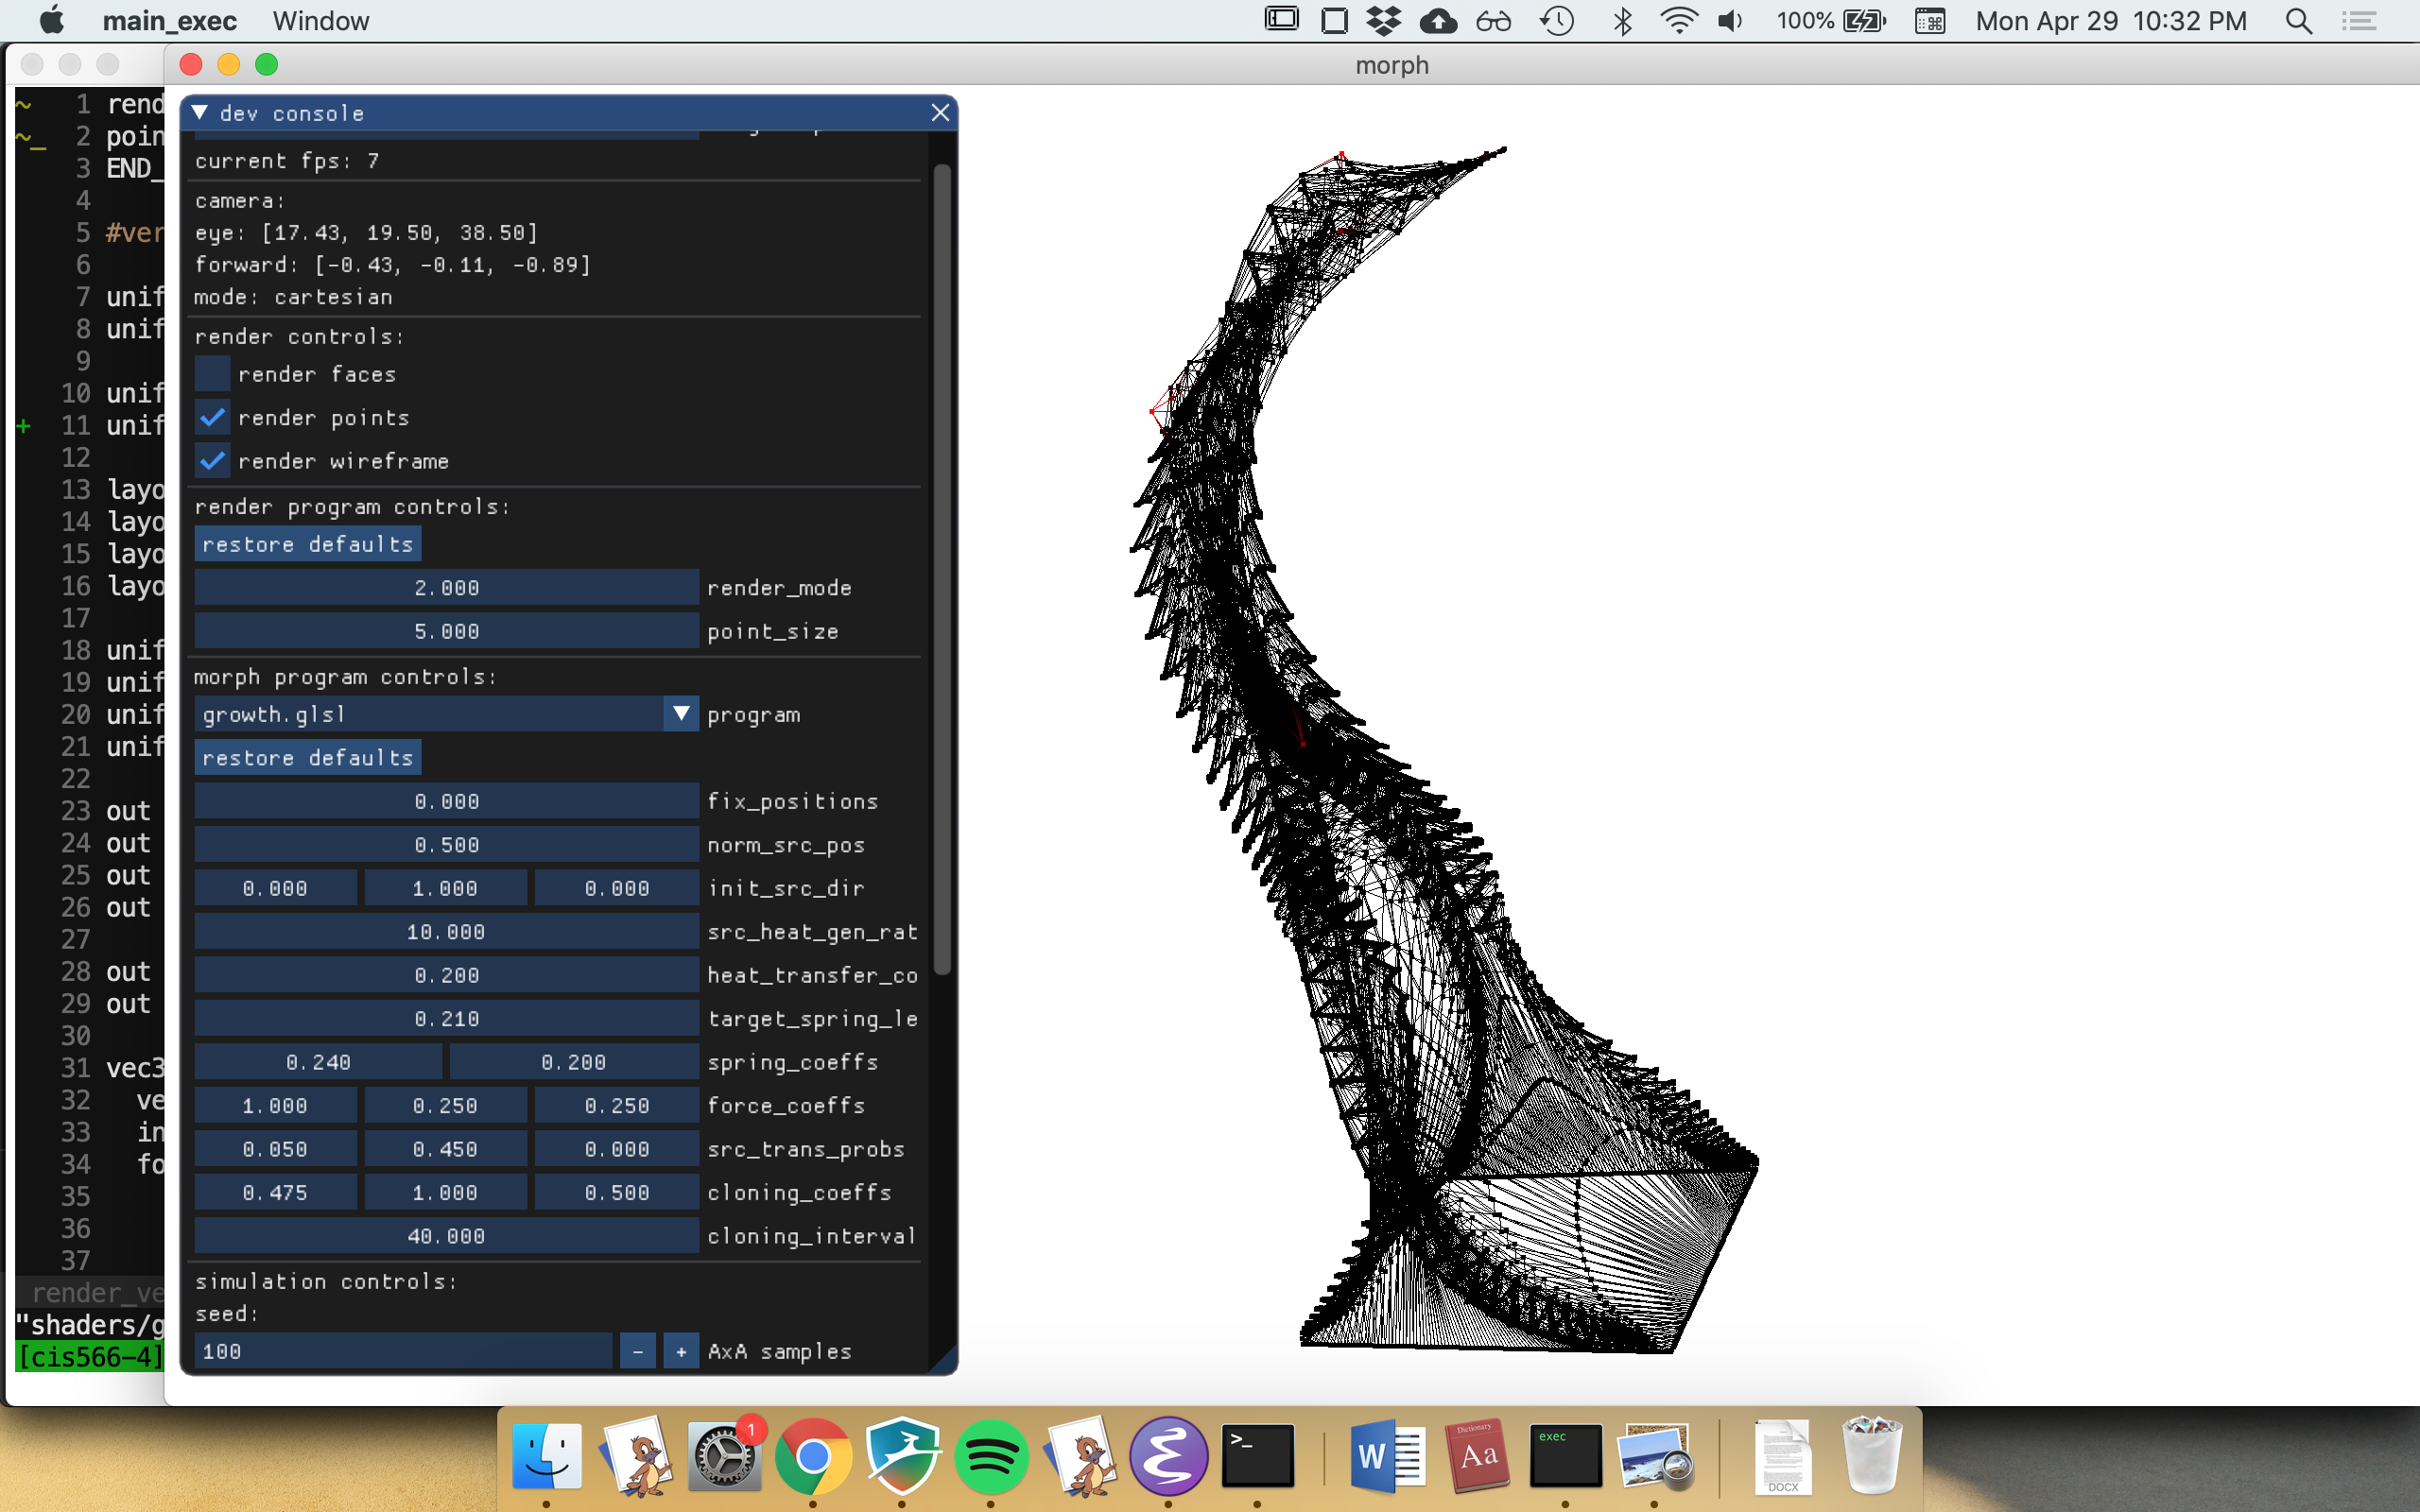 main_exec Window 100% Mon Apr 29 10:32 PM
morph
1 rend
2 poin
3 END_
4
5 #ver
6
7 unif
8 unif
9
10 unif
+ 11 unif
12
13 layo
14 layo
15 layo
16 layo
17
18 unif
19 unif
20 unif
21 unif
22
23 out
24 out
25 out
26 out
27
28 out
29 out
30
31 vec3
32 ve
33 in
34 fo
35
36
37
render_ve
"shaders/g
[cis566-4]
dev console
current fps: 7
camera:
eye: [17.43, 19.50, 38.50]
forward: [-0.43, -0.11, -0.89]
mode: cartesian
render controls:
render faces
render points
render wireframe
render program controls:
restore defaults
2.000 render_mode
5.000 point_size
morph program controls:
growth.glsl program
restore defaults
0.000 fix_positions
0.500 norm_src_pos
0.000 1.000 0.000 init_src_dir
10.000 src_heat_gen_rat
0.200 heat_transfer_co
0.210 target_spring_le
0.240 0.200 spring_coeffs
1.000 0.250 0.250 force_coeffs
0.050 0.450 0.000 src_trans_probs
0.475 1.000 0.500 cloning_coeffs
40.000 cloning_interval
simulation controls:
seed:
100 - + AxA samples
1
>_
W
Dictionary
Aa
exec
DOCX